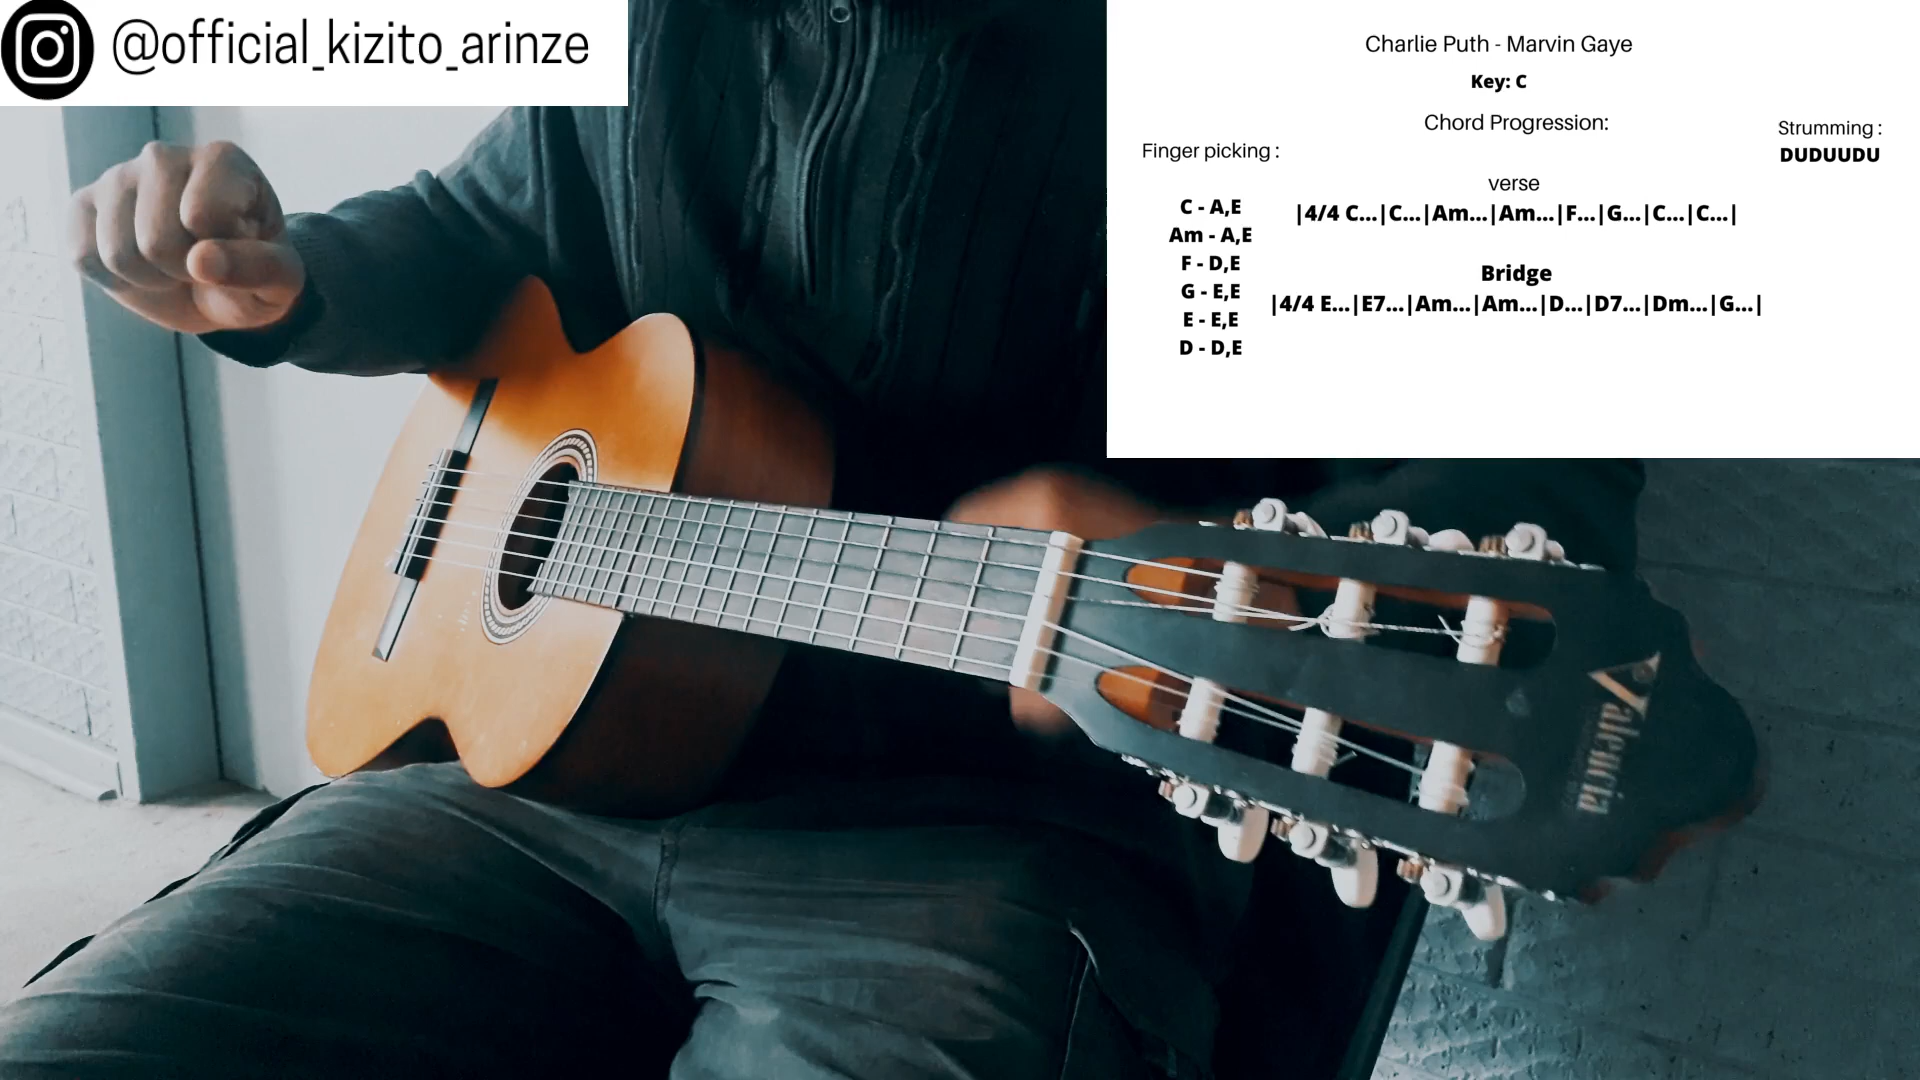 @official_kizito_arinze
Charlie Puth - Marvin Gaye
Key: C
Chord Progression:
Strumming :
DUDUUDU
Finger picking :
C - A,E
Am - A,E
F - D,E
G - E,E
E - E,E
D - D,E
verse
|4/4 C...|C...|Am...|Am...|F...|G...|C...|C...|
Bridge
|4/4 E...|E7...|Am...|Am...|D...|D7...|Dm...|G...|
Valencia